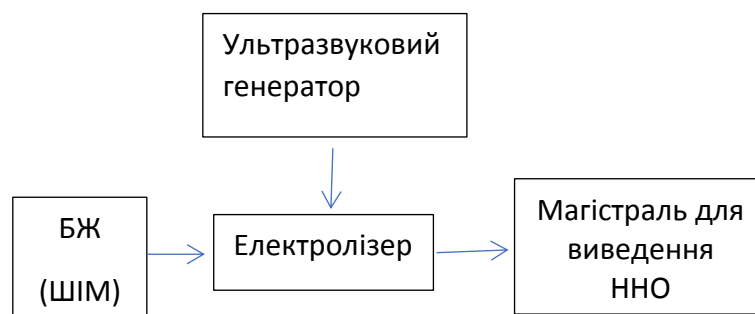 Ультразвуковий
генератор
БЖ
(ШІМ)
Електролізер
Магістраль для
виведення
ННО